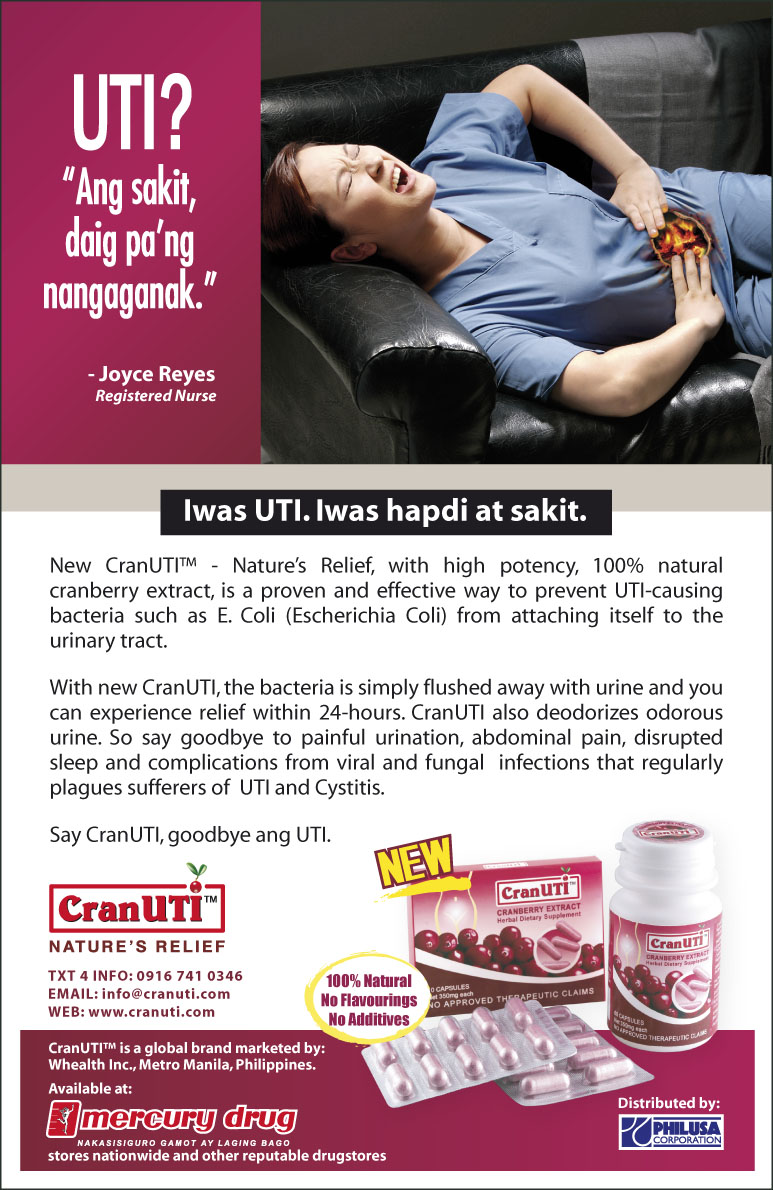 UTI?
“Ang sakit,
daig pa’ng
nangaganak.”
- Joyce Reyes
Registered Nurse
Iwas UTI. Iwas hapdi at sakit.
New CranUTI™ - Nature’s Relief, with high potency, 100% natural
cranberry extract, is a proven and effective way to prevent UTI-causing
bacteria such as E. Coli (Escherichia Coli) from attaching itself to the
urinary tract.
With new CranUTI, the bacteria is simply flushed away with urine and you
can experience relief within 24-hours. CranUTI also deodorizes odorous
urine. So say goodbye to painful urination, abdominal pain, disrupted
sleep and complications from viral and fungal infections that regularly
plagues sufferers of UTI and Cystitis.
Say CranUTI, goodbye ang UTI.
CranUTI™
NATURE’S RELIEF
TXT 4 INFO: 0916 741 0346
EMAIL: info@cranuti.com
WEB: www.cranuti.com
NEW
CranUTI™
CRANBERRY EXTRACT
Herbal Dietary Supplement
0 CAPSULES
350mg each
NO APPROVED THERAPEUTIC CLAIMS
CranUTI
CranUTI
CRANBERRY EXTRACT
Herbal Dietary Supplement
CAPSULES
350mg each
NO APPROVED THERAPEUTIC CLAIMS
100% Natural
No Flavourings
No Additives
CranUTI™ is a global brand marketed by:
Whealth Inc., Metro Manila, Philippines.
Available at:
mercury drug
NAKASISIGURO GAMOT AY LAGING BAGO
stores nationwide and other reputable drugstores
Distributed by:
PHILUSA
CORPORATION